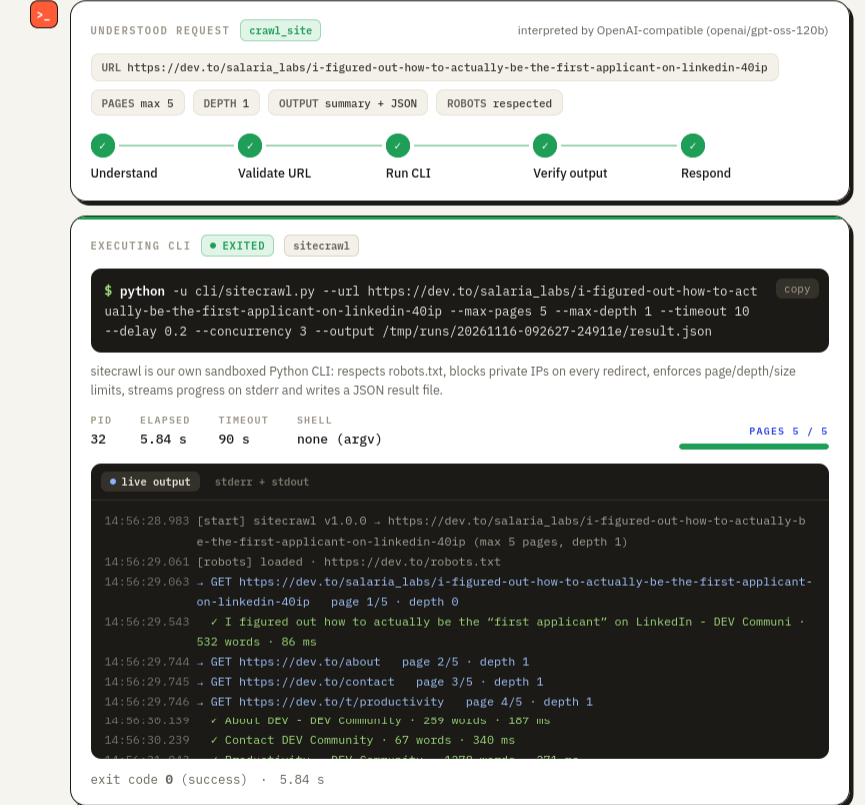 >_
UNDERSTOOD REQUEST crawl_site interpreted by OpenAI-compatible (openai/gpt-oss-120b)
URL https://dev.to/salaria_labs/i-figured-out-how-to-actually-be-the-first-applicant-on-linkedin-40ip
PAGES max 5 DEPTH 1 OUTPUT summary + JSON ROBOTS respected
✓ ✓ ✓ ✓ ✓
Understand Validate URL Run CLI Verify output Respond
EXECUTING CLI ● EXITED sitecrawl
$ python -u cli/sitecrawl.py --url https://dev.to/salaria_labs/i-figured-out-how-to-act copy
ually-be-the-first-applicant-on-linkedin-40ip --max-pages 5 --max-depth 1 --timeout 10
--delay 0.2 --concurrency 3 --output /tmp/runs/20261116-092627-24911e/result.json
sitecrawl is our own sandboxed Python CLI: respects robots.txt, blocks private IPs on every redirect, enforces page/depth/size
limits, streams progress on stderr and writes a JSON result file.
PID ELAPSED TIMEOUT SHELL
32 5.84 s 90 s none (argv)
PAGES 5 / 5
● live output stderr + stdout
14:56:28.983 [start] sitecrawl v1.0.0 → https://dev.to/salaria_labs/i-figured-out-how-to-actually-b
e-the-first-applicant-on-linkedin-40ip (max 5 pages, depth 1)
14:56:29.061 [robots] loaded · https://dev.to/robots.txt
14:56:29.063 → GET https://dev.to/salaria_labs/i-figured-out-how-to-actually-be-the-first-applicant-
on-linkedin-40ip page 1/5 · depth 0
14:56:29.543 ✓ I figured out how to actually be the “first applicant” on LinkedIn - DEV Communi ·
532 words · 86 ms
14:56:29.744 → GET https://dev.to/about page 2/5 · depth 1
14:56:29.745 → GET https://dev.to/contact page 3/5 · depth 1
14:56:29.746 → GET https://dev.to/t/productivity page 4/5 · depth 1
14:56:30.139 ✓ About DEV - DEV Community · 259 words · 187 ms
14:56:30.239 ✓ Contact DEV Community · 67 words · 340 ms
exit code 0 (success) · 5.84 s